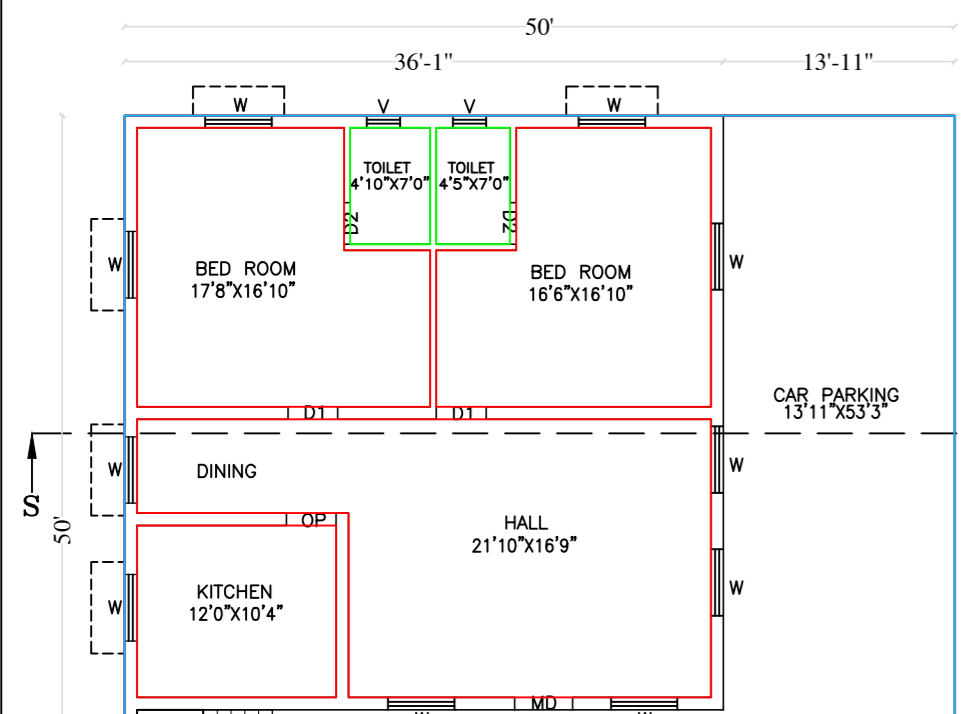 50'
36'-1"
13'-11"
W
V
V
W
TOILET
4'10"X7'0"
TOILET
4'5"X7'0"
D2
D2
W
BED ROOM
17'8"X16'10"
BED ROOM
16'6"X16'10"
W
CAR PARKING
13'11"X53'3"
D1
D1
W
DINING
W
S
50'
OP
HALL
21'10"X16'9"
KITCHEN
12'0"X10'4"
W
W
MD